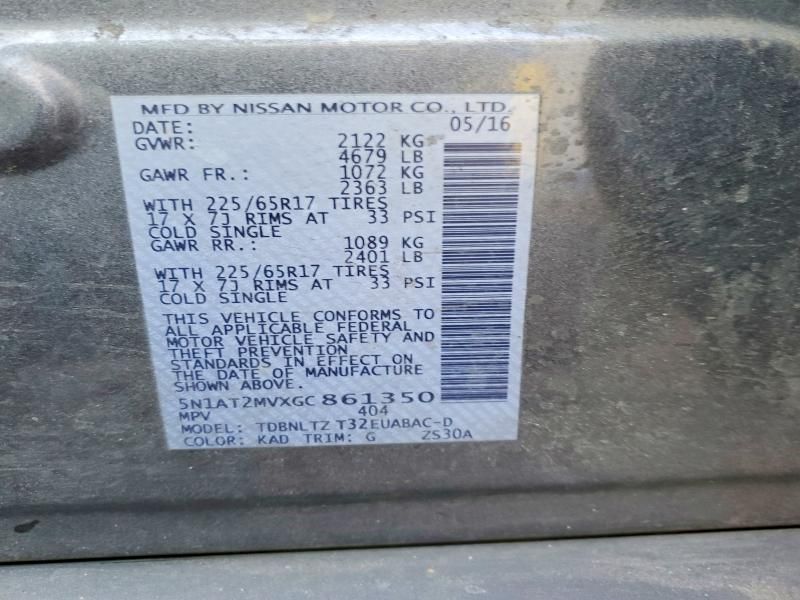 MFD BY NISSAN MOTOR CO., LTD.
DATE: 05/16
GVWR: 2122 KG
4679 LB
GAWR FR.: 1072 KG
2363 LB
WITH 225/65R17 TIRES
17 X 7J RIMS AT 33 PSI
COLD SINGLE
GAWR RR.: 1089 KG
2401 LB
WITH 225/65R17 TIRES
17 X 7J RIMS AT 33 PSI
COLD SINGLE
THIS VEHICLE CONFORMS TO
ALL APPLICABLE FEDERAL
MOTOR VEHICLE SAFETY AND
THEFT PREVENTION
STANDARDS IN EFFECT ON
THE DATE OF MANUFACTURE
SHOWN ABOVE.
5N1AT2MVXGC861350
MPV 404
MODEL: TDBNLTZ T32EUABAC-D
COLOR: KAD TRIM: G ZS30A